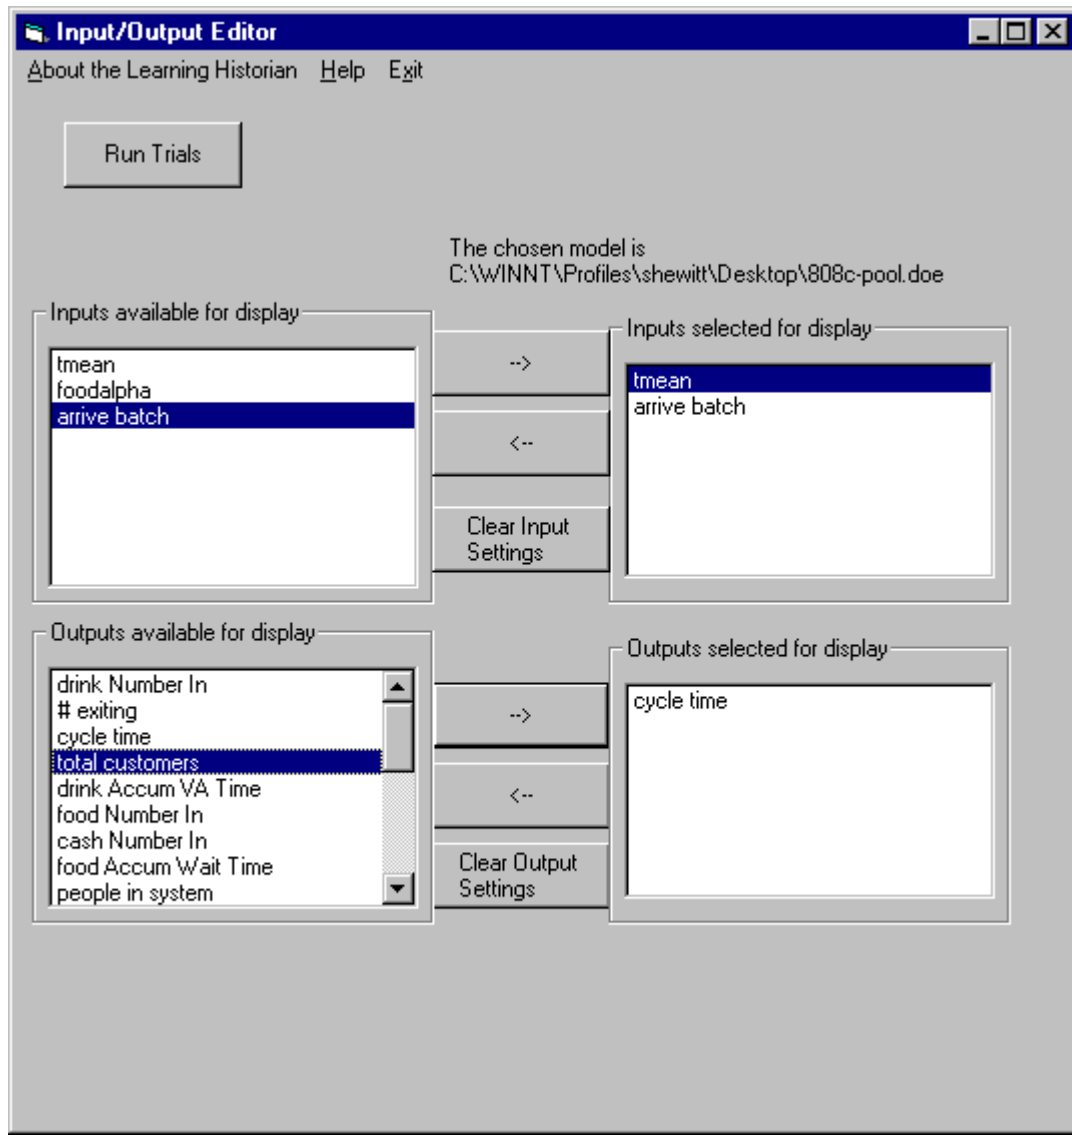 Input/Output Editor
About the Learning Historian Help Exit
Run Trials
The chosen model is
C:\WINNT\Profiles\shewitt\Desktop\808c-pool.doe
Inputs available for display
tmean
foodalpha
arrive batch
-->
<--
Clear Input
Settings
Inputs selected for display
tmean
arrive batch
Outputs available for display
drink Number In
# exiting
cycle time
total customers
drink Accum VA Time
food Number In
cash Number In
food Accum Wait Time
people in system
-->
<--
Clear Output
Settings
Outputs selected for display
cycle time